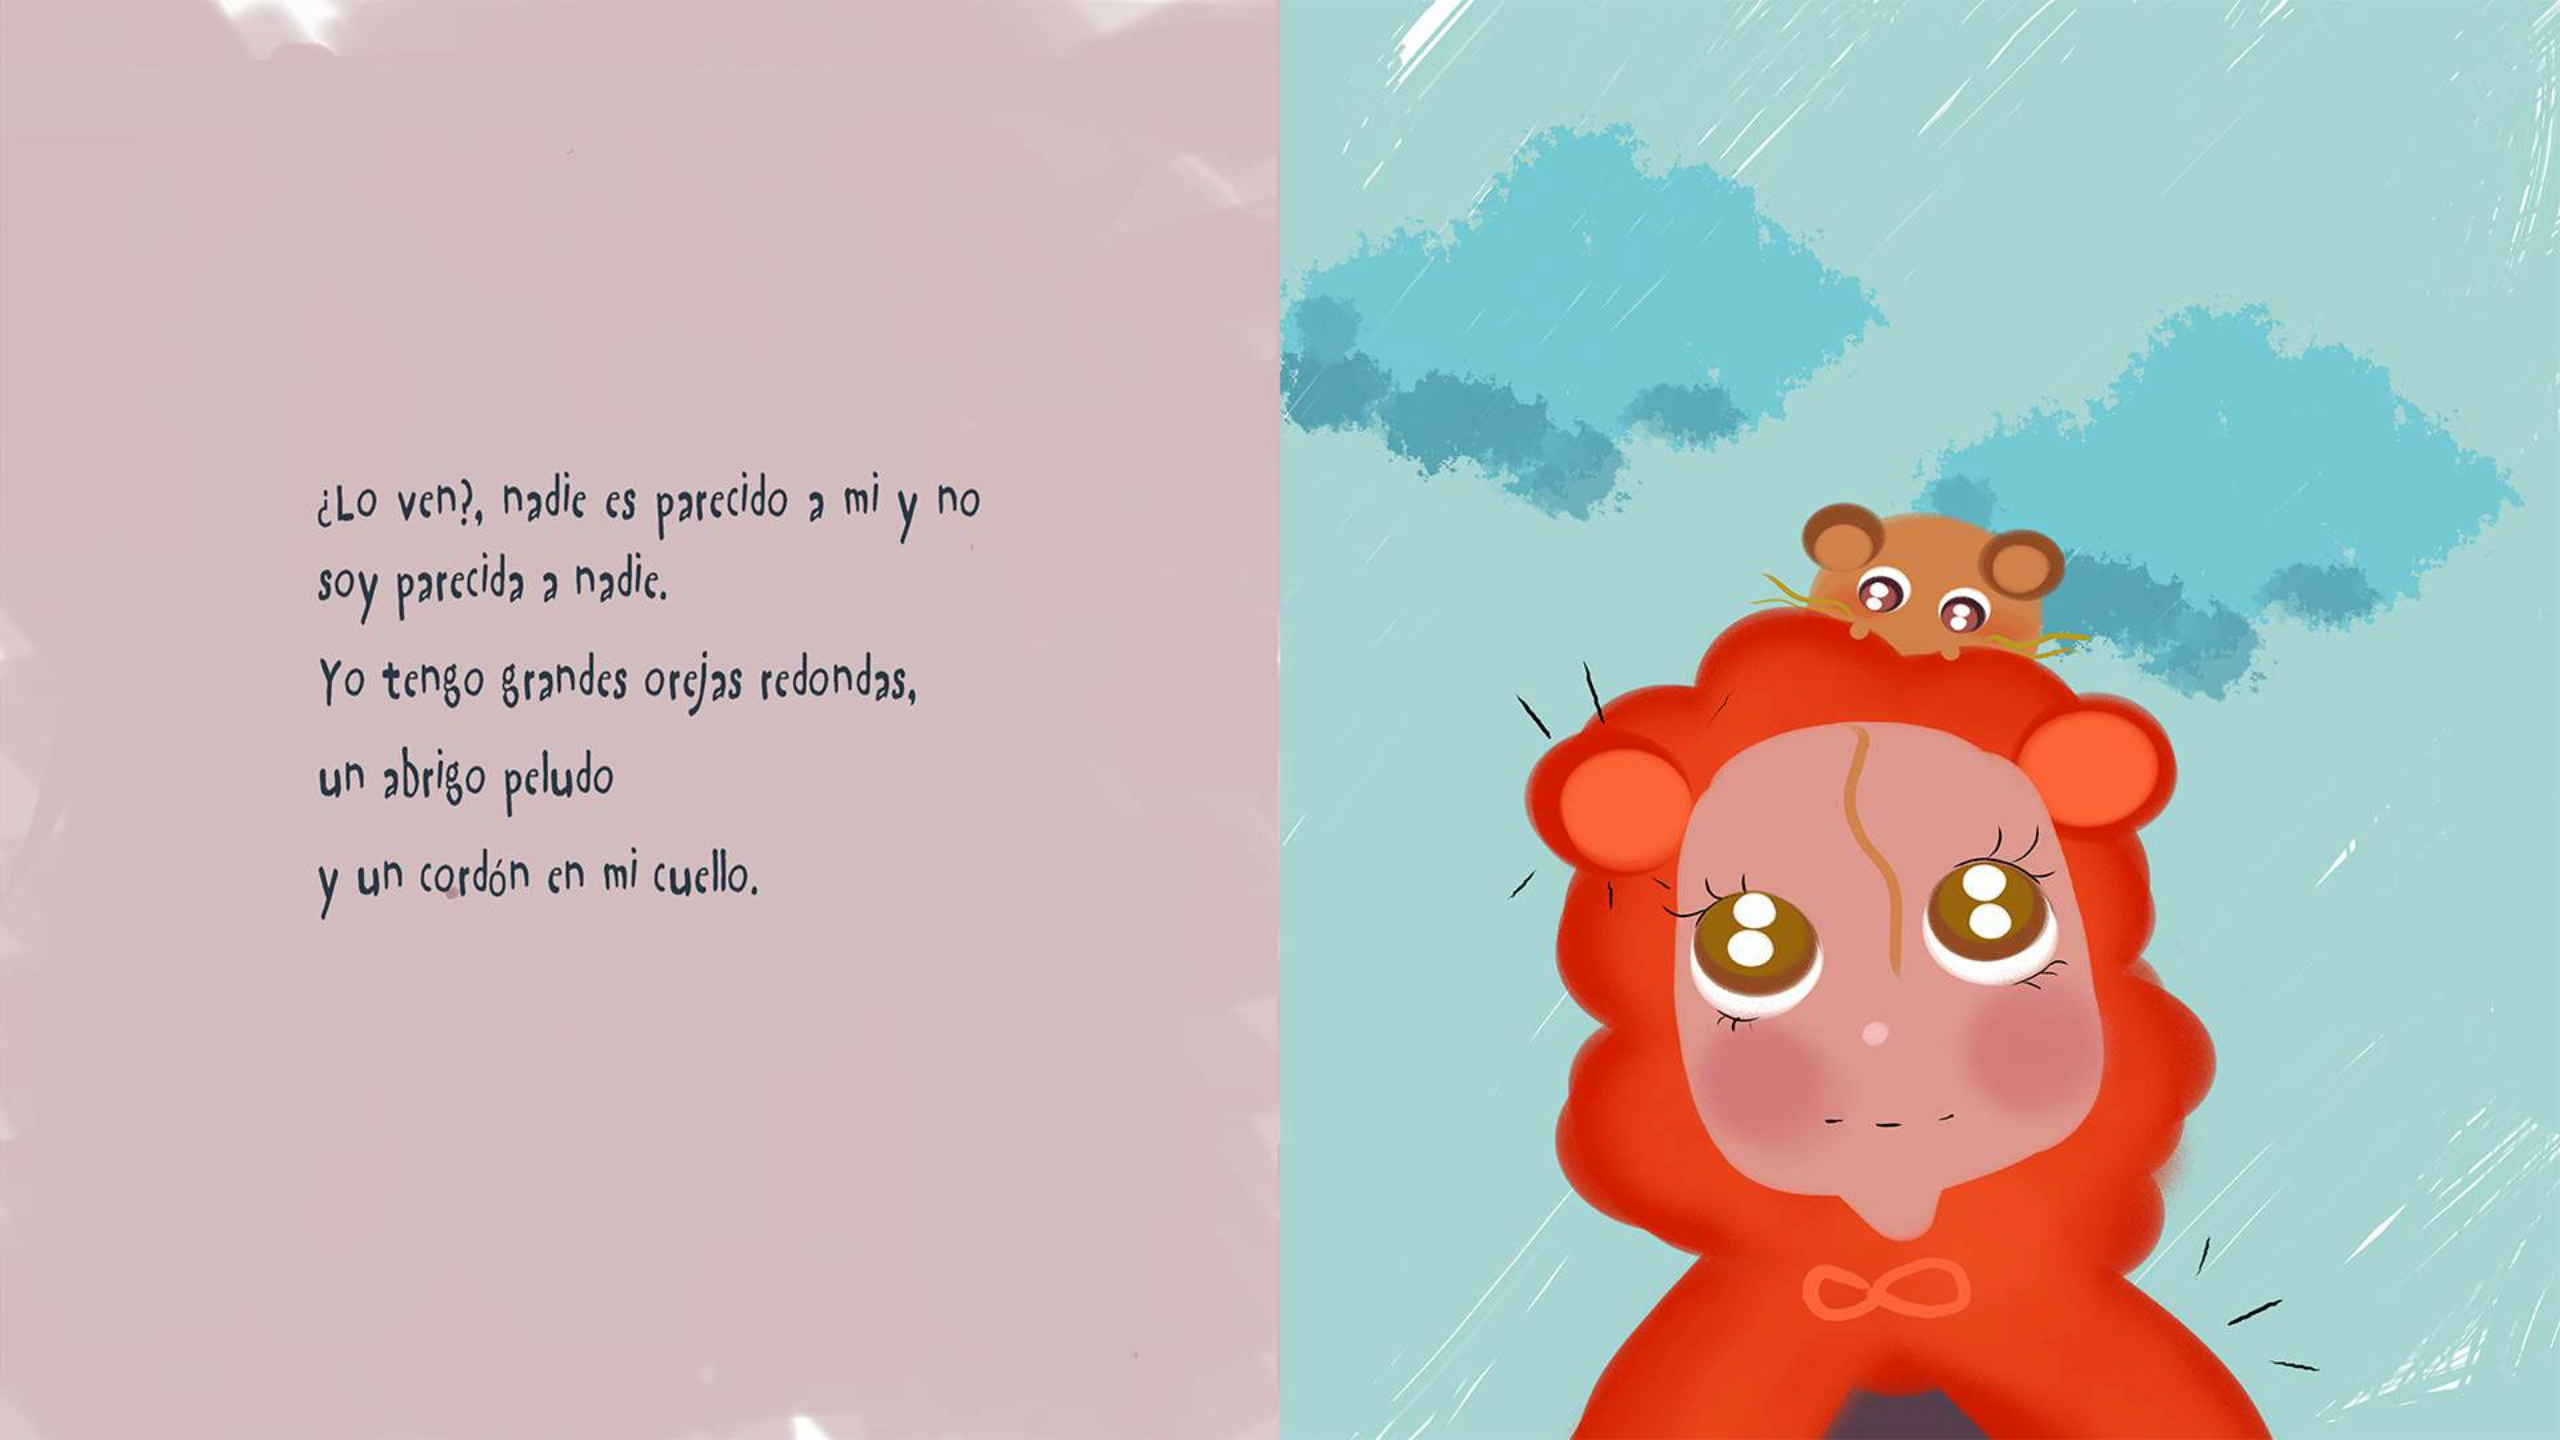 ¿Lo ven?, nadie es parecido a mi y no
soy parecida a nadie.
Yo tengo grandes orejas redondas,
un abrigo peludo
y un cordón en mi cuello.